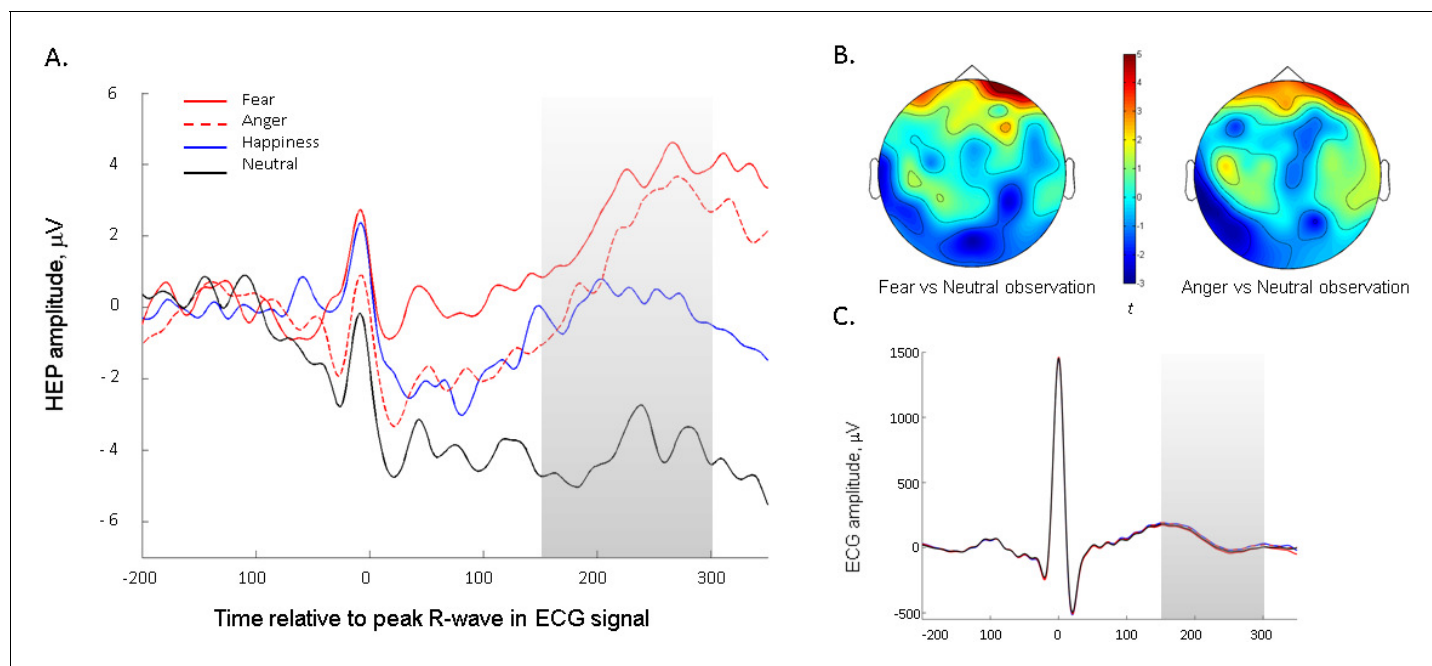 A.
6
4
2
0
- 2
- 4
- 6
HEP amplitude, μV
Fear
Anger
Happiness
Neutral
-200
100
0
100
200
300
Time relative to peak R-wave in ECG signal
B.
5
4
3
2
1
0
-1
-2
-3
t
Fear vs Neutral observation
Anger vs Neutral observation
C.
1500
1000
500
0
-500
ECG amplitude, μV
-200
100
0
100
200
300